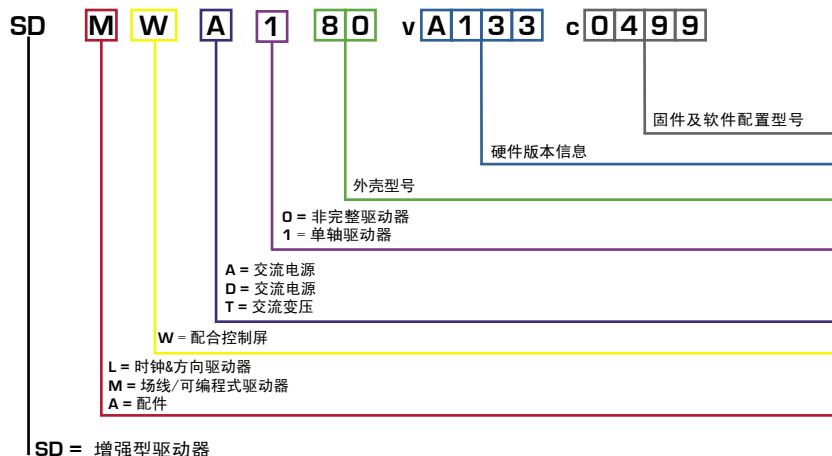 SD M W A 1 80 v A133 c 0499
固件及软件配置型号
硬件版本信息
外壳型号
0 = 非完整驱动器
1 = 单轴驱动器
A = 交流电源
D = 交流电源
T = 交流变压
W = 配合控制屏
L = 时钟&方向驱动器
M = 场线/可编程式驱动器
A = 配件
SD = 增强型驱动器